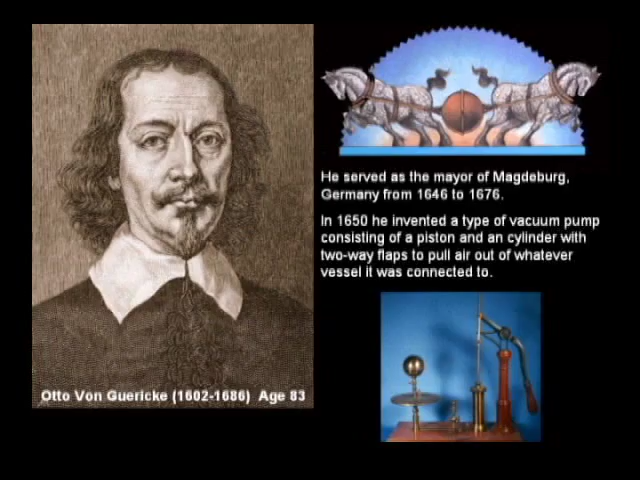 He served as the mayor of Magdeburg,
Germany from 1646 to 1676.
In 1650 he invented a type of vacuum pump
consisting of a piston and an cylinder with
two-way flaps to pull air out of whatever
vessel it was connected to.
Otto Von Guericke (1602-1686)  Age 83